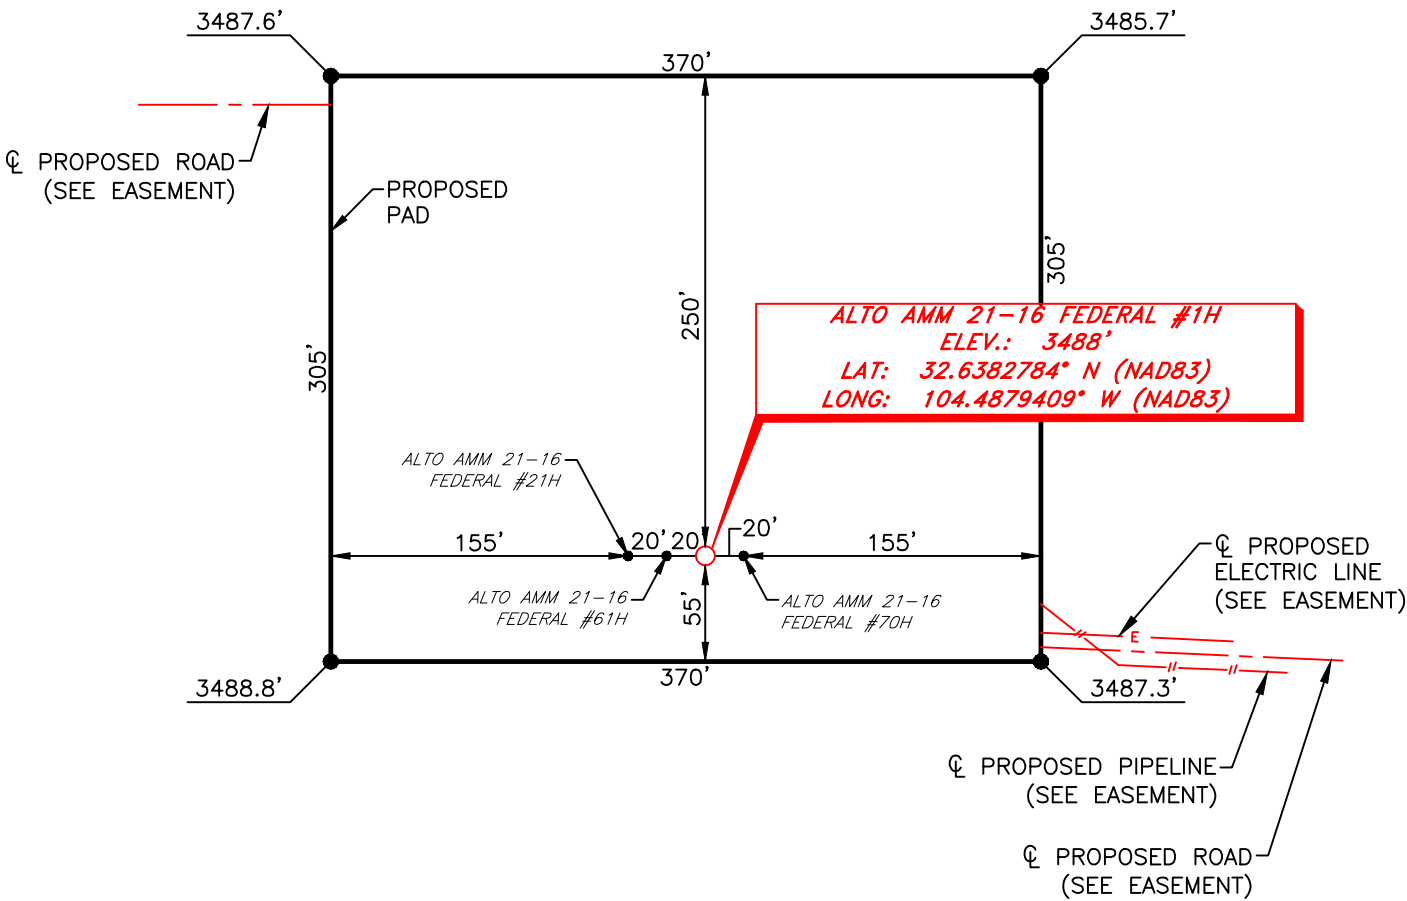 3487.6'
3485.7'
370'
℄ PROPOSED ROAD
(SEE EASEMENT)
PROPOSED
PAD
305'
250'
305'
ALTO AMM 21-16 FEDERAL #1H
ELEV.: 3488'
LAT: 32.6382784° N (NAD83)
LONG: 104.4879409° W (NAD83)
ALTO AMM 21-16
FEDERAL #21H
155'
20'
20
20'
155'
ALTO AMM 21-16
FEDERAL #61H
55'
ALTO AMM 21-16
FEDERAL #70H
℄ PROPOSED
ELECTRIC LINE
(SEE EASEMENT)
E
3488.8'
370'
3487.3'
℄ PROPOSED PIPELINE
(SEE EASEMENT)
℄ PROPOSED ROAD
(SEE EASEMENT)